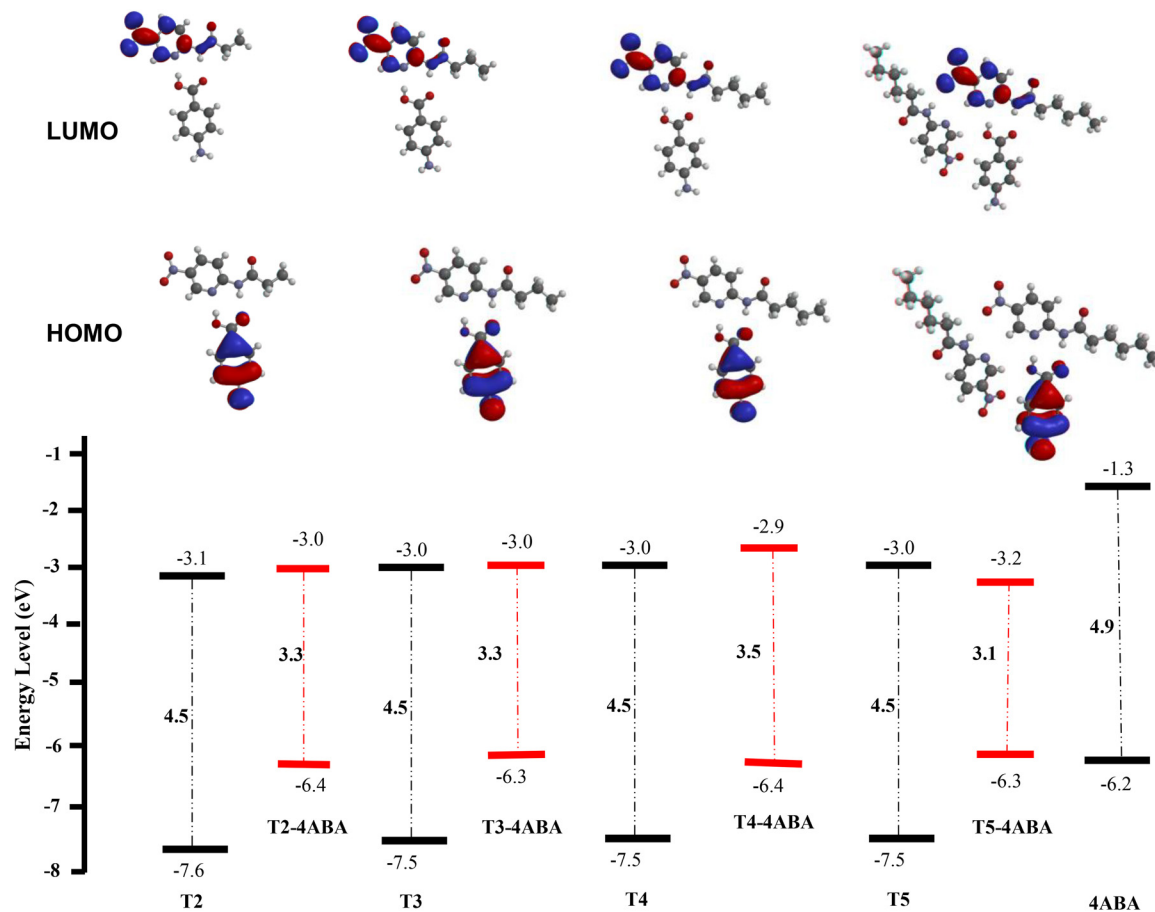 LUMO
HOMO
Energy Level (eV)
-1
-2
-3
-4
-5
-6
-7
-8
-3.1
4.5
-7.6
T2
-3.0
3.3
-6.4
T2-4ABA
-3.0
4.5
-7.5
T3
-3.0
3.3
-6.3
T3-4ABA
-3.0
4.5
-7.5
T4
-2.9
3.5
-6.4
T4-4ABA
-3.0
4.5
-7.5
T5
-3.2
3.1
-6.3
T5-4ABA
-1.3
4.9
-6.2
4ABA